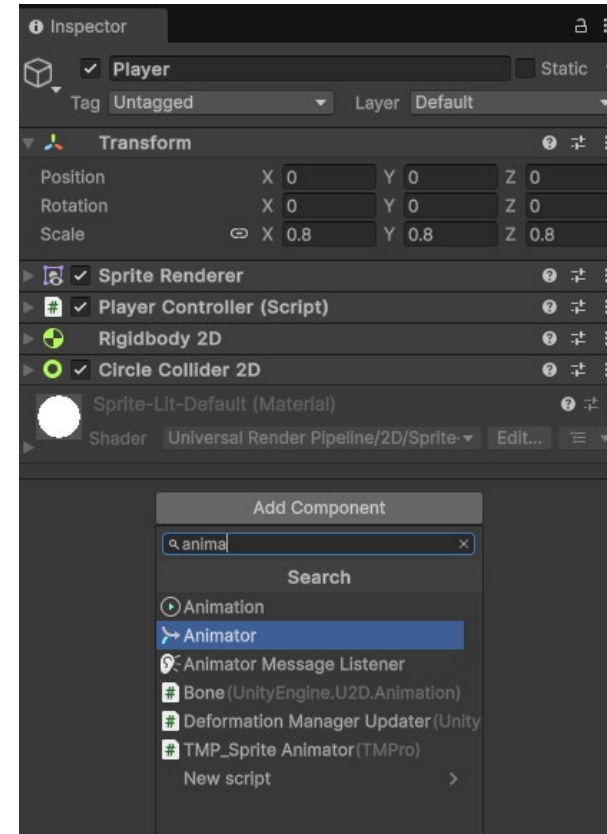 Inspector
Player Static
Tag Untagged Layer Default
Transform
Position X 0 Y 0 Z 0
Rotation X 0 Y 0 Z 0
Scale X 0.8 Y 0.8 Z 0.8
Sprite Renderer
# Player Controller (Script)
Rigidbody 2D
Circle Collider 2D
Sprite-Lit-Default (Material)
Shader Universal Render Pipeline/2D/Sprite- Edit...
Add Component
anima
Search
Animation
Animator
Animator Message Listener
# Bone (UnityEngine.U2D.Animation)
# Deformation Manager Updater (Unity
# TMP_Sprite Animator (TMPro)
New script